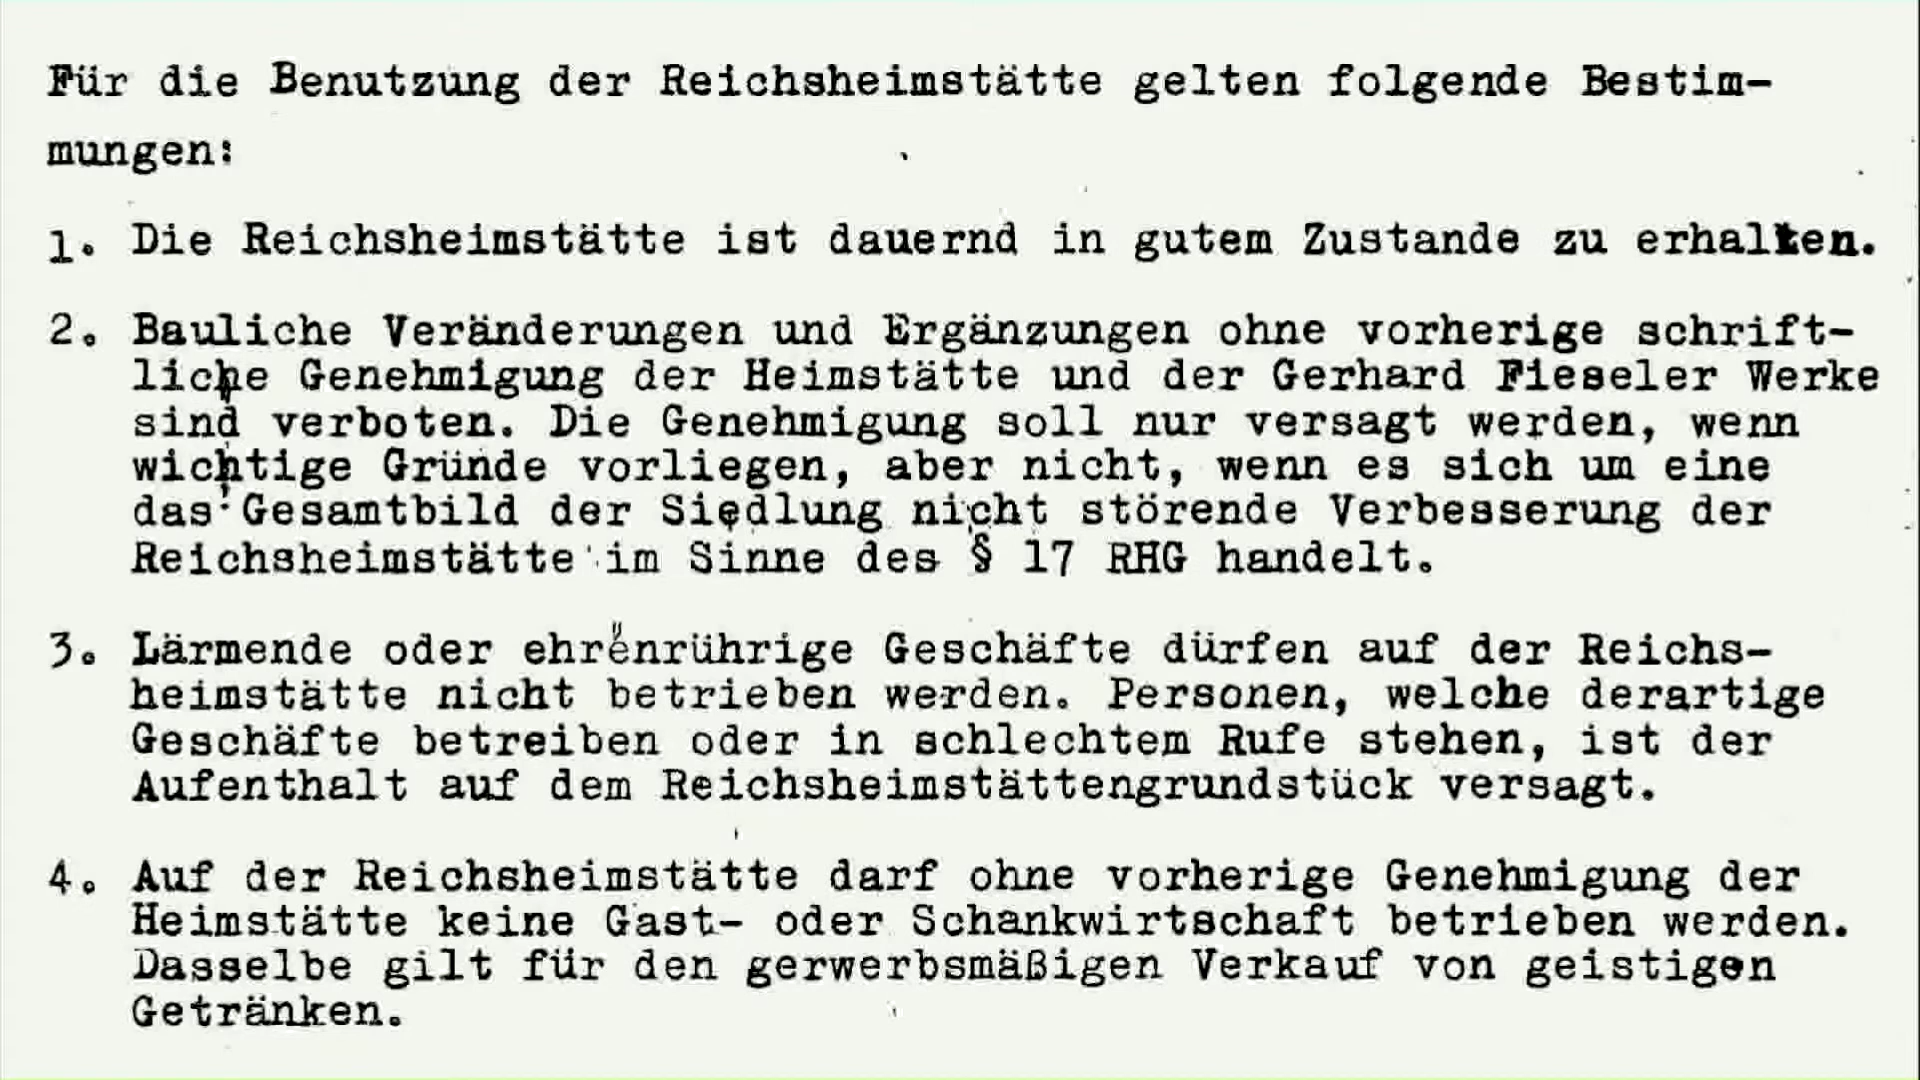 Für die Benutzung der Reichsheimstätte gelten folgende Bestim-
mungen:
1. Die Reichsheimstätte ist dauernd in gutem Zustande zu erhalten.
2. Bauliche Veränderungen und Ergänzungen ohne vorherige schrift-
liche Genehmigung der Heimstätte und der Gerhard Fieseler Werke
sind verboten. Die Genehmigung soll nur versagt werden, wenn
wichtige Gründe vorliegen, aber nicht, wenn es sich um eine
das Gesamtbild der Siedlung nicht störende Verbesserung der
Reichsheimstätte im Sinne des § 17 RHG handelt.
3. Lärmende oder ehrenrührige Geschäfte dürfen auf der Reichs-
heimstätte nicht betrieben werden. Personen, welche derartige
Geschäfte betreiben oder in schlechtem Rufe stehen, ist der
Aufenthalt auf dem Reichsheimstättengrundstück versagt.
4. Auf der Reichsheimstätte darf ohne vorherige Genehmigung der
Heimstätte keine Gast- oder Schankwirtschaft betrieben werden.
Dasselbe gilt für den gerwerbsmäßigen Verkauf von geistigen
Getränken.